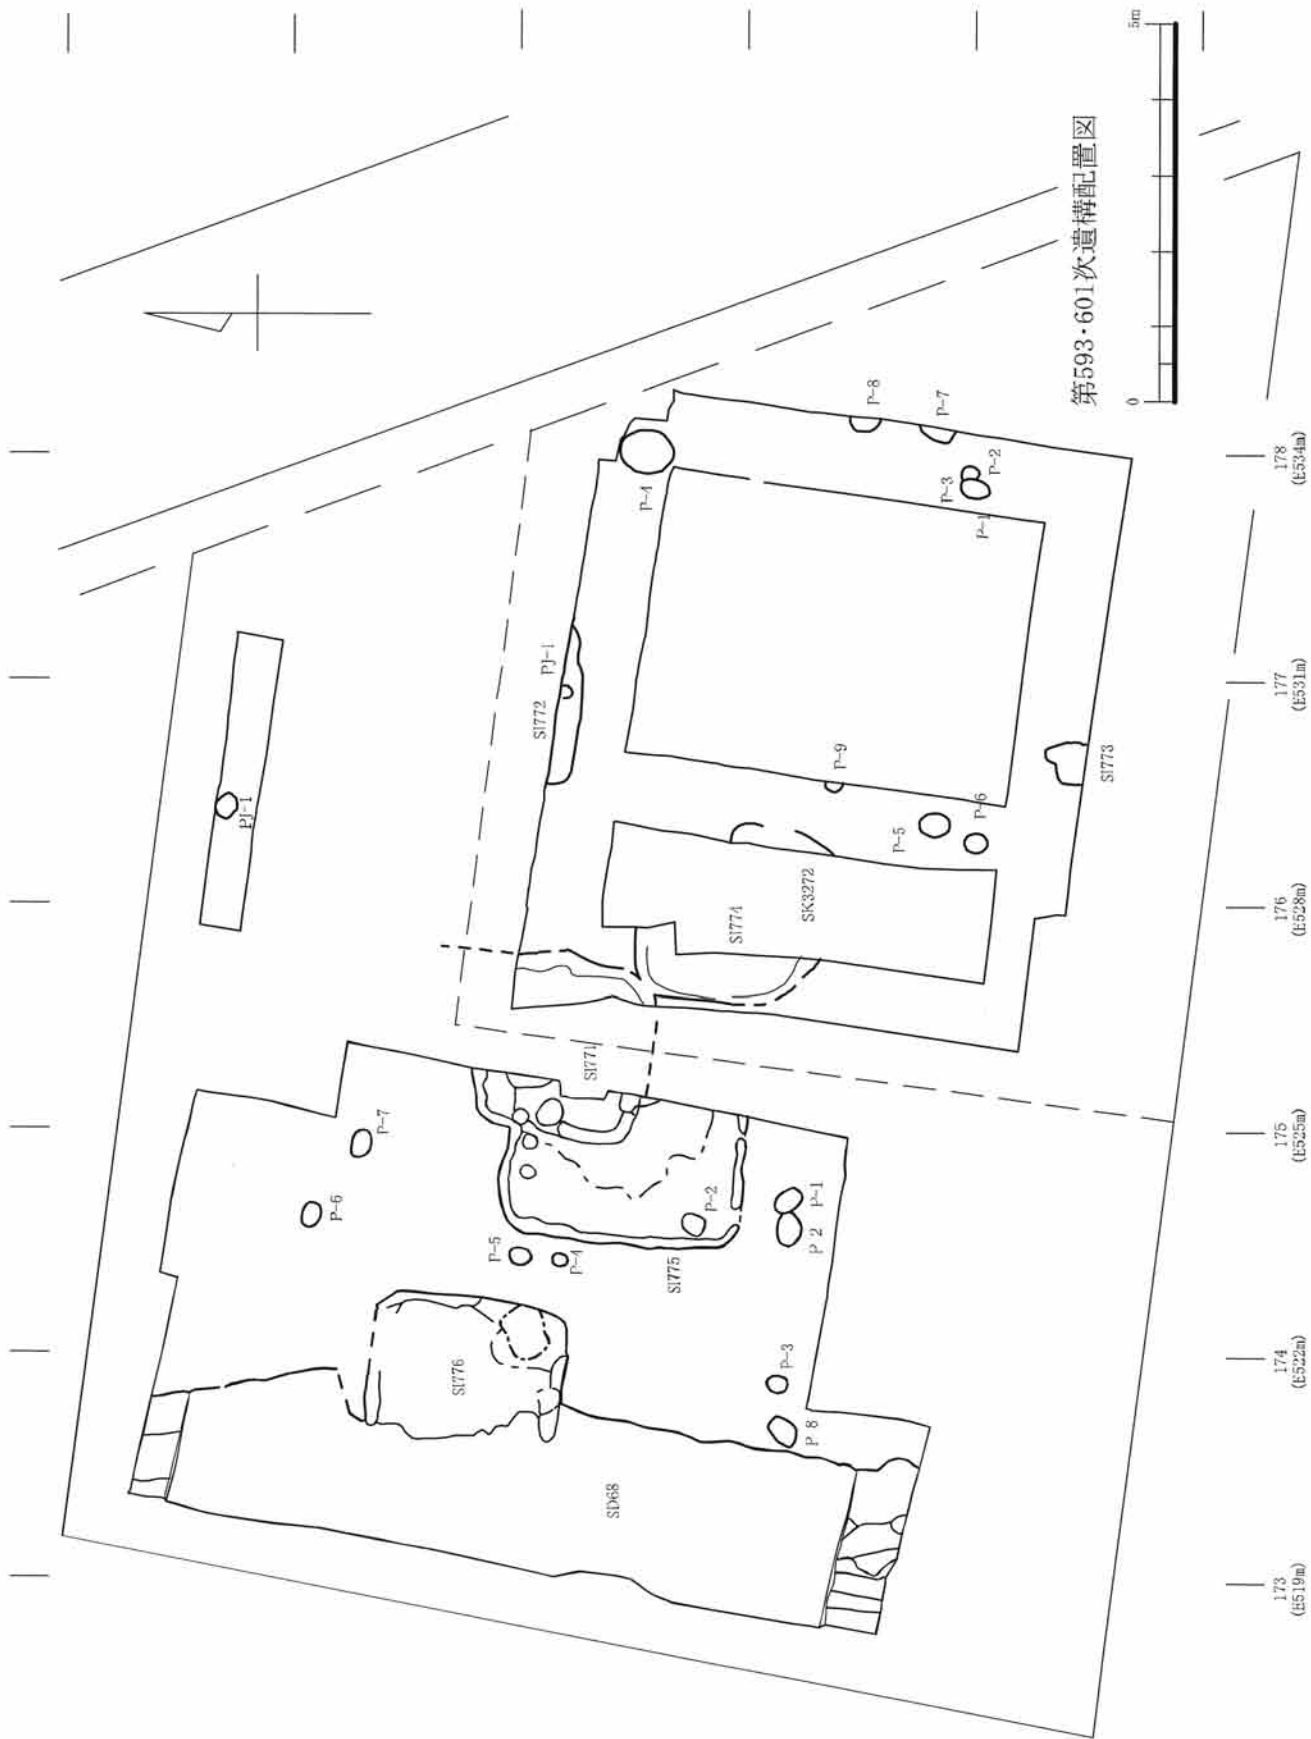 第593・601次遺構配置図
0
5m
178
(E534m)
177
(E531m)
176
(E528m)
175
(E525m)
174
(E522m)
173
(E519m)
P-8
P-7
P-2
P-3
P-1
P-4
PJ-1
SI772
P-9
P-6
P-5
SI773
SK3272
SI774
PJ-1
SI771
P-7
P-6
P-5
P-4
P-2
P-1
P 2
SI775
SI776
P-3
P 8
SD68